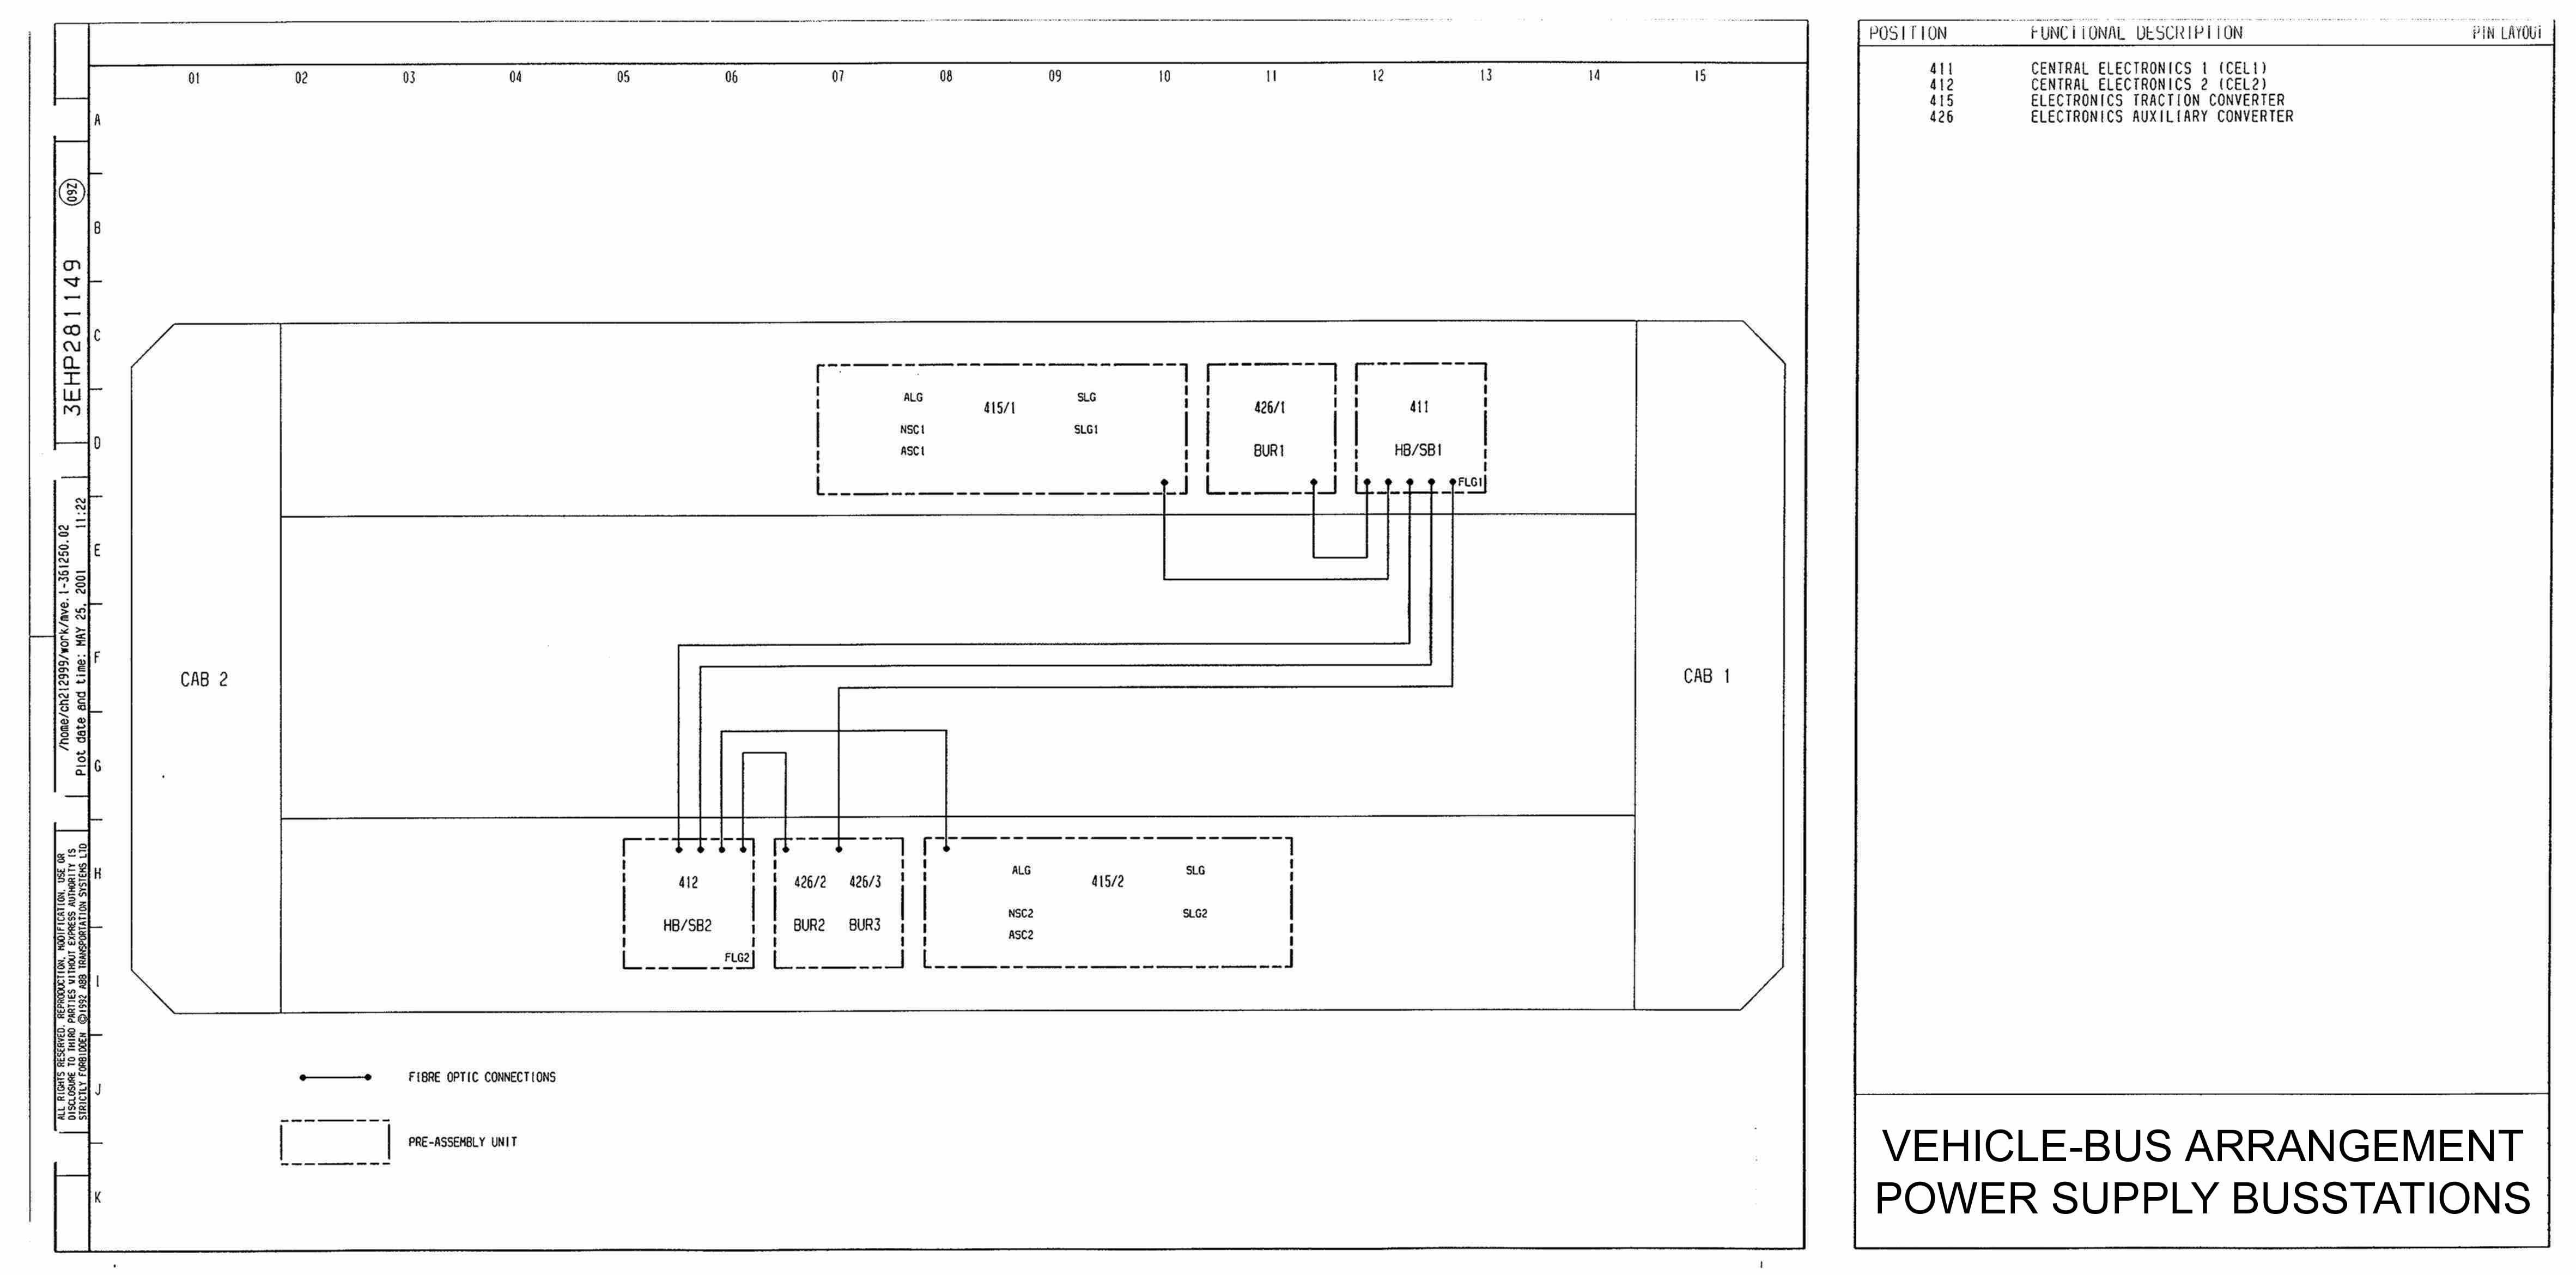 01 02 03 04 05 06 07 08 09 10 11 12 13 14 15
A
B
C
D
E
F
G
H
I
J
K
3EHP281149 09Z
/home/ch212999/work/mve.1-361250.02
Plot date and time: MAY 25, 2001 11:22
ALL RIGHTS RESERVED. REPRODUCTION, MODIFICATION, USE OR
DISCLOSURE TO THIRD PARTIES WITHOUT EXPRESS AUTHORITY IS
STRICTLY FORBIDDEN ©1992 ABB TRANSPORTATION SYSTEMS LTD
ALG 415/1 SLG
NSC1 SLG1
ASC1
426/1
BUR1
411
HB/SB1
FLG1
CAB 2
CAB 1
412
HB/SB2
FLG2
426/2 426/3
BUR2 BUR3
ALG 415/2 SLG
NSC2 SLG2
ASC2
FIBRE OPTIC CONNECTIONS
PRE-ASSEMBLY UNIT
POSITION FUNCTIONAL DESCRIPTION PIN LAYOUT
411 CENTRAL ELECTRONICS 1 (CEL1)
412 CENTRAL ELECTRONICS 2 (CEL2)
415 ELECTRONICS TRACTION CONVERTER
426 ELECTRONICS AUXILIARY CONVERTER
VEHICLE-BUS ARRANGEMENT
POWER SUPPLY BUSSTATIONS